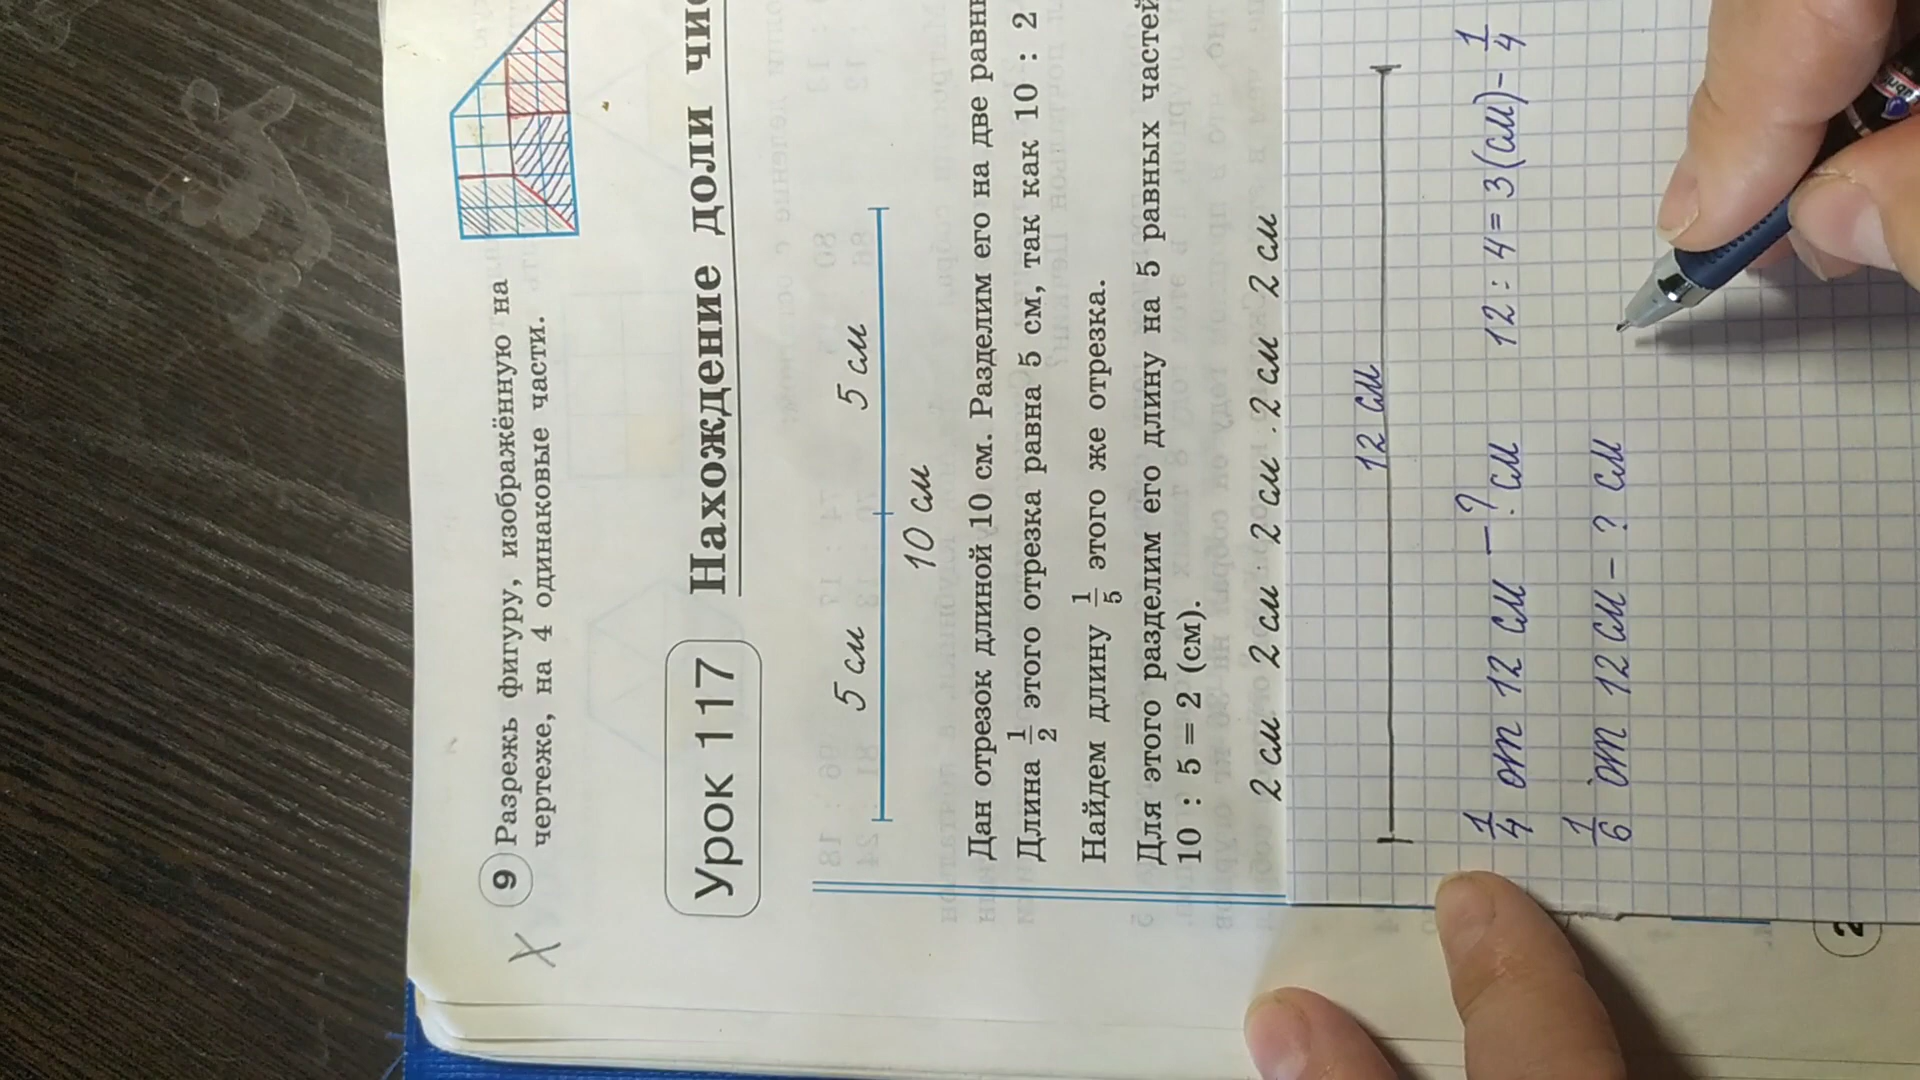 9 Разрежь фигуру, изображённую на
чертеже, на 4 одинаковые части.
Урок 117 Нахождение доли
5 см 5 см
10 см
Дан отрезок длиной 10 см. Разделим его на две
Длина 1/2 этого отрезка равна 5 см, так как 10 : 2
Найдем длину 1/5 этого же отрезка.
Для этого разделим его длину на 5 равных частей
10 : 5 = 2 (см).
2 см 2 см 2 см 2 см 2 см 2 см
12 см
1/4 от 12 см – ? см 12 : 4 = 3 (см) – 1/4
1/6 от 12 см – ? см
2